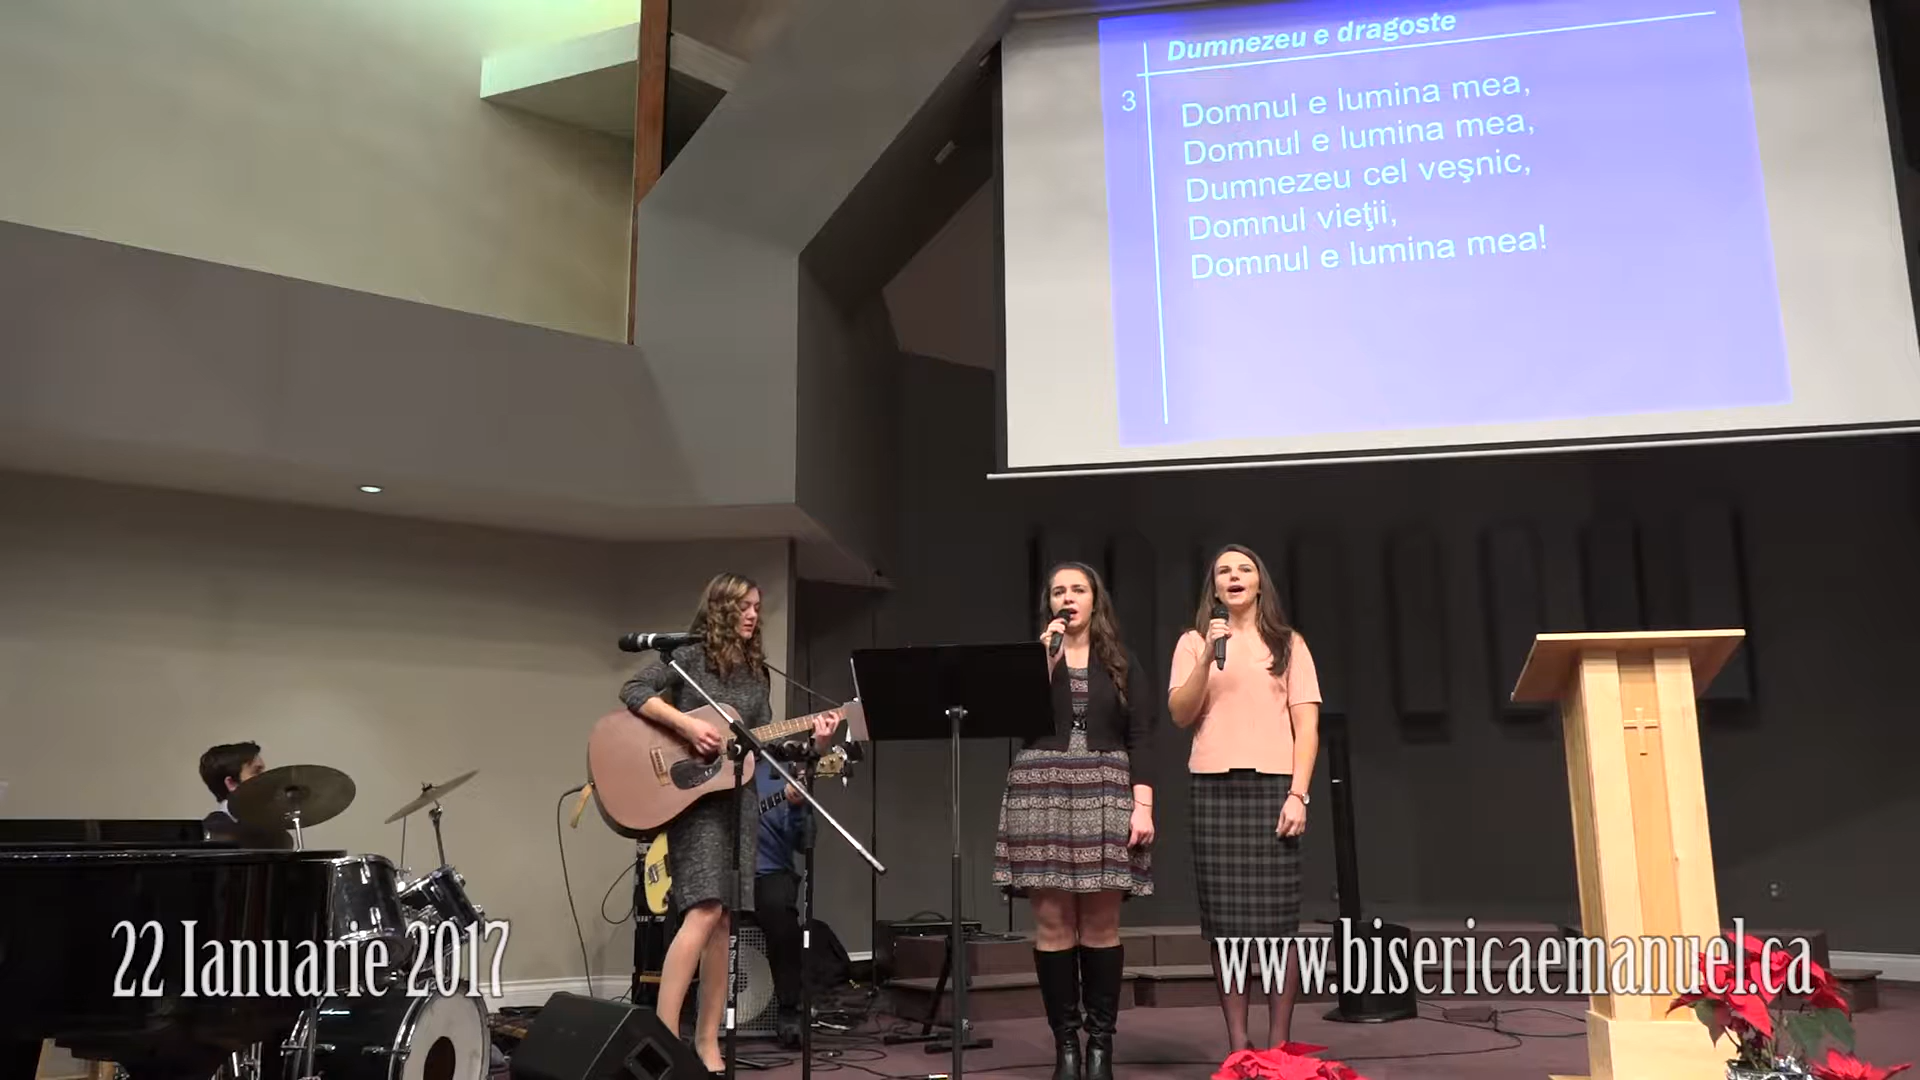 Dumnezeu e dragoste
3
Domnul e lumina mea,
Domnul e lumina mea,
Dumnezeu cel veşnic,
Domnul vieţii,
Domnul e lumina mea!
22 Ianuarie 2017
www.bisericaemanuel.ca